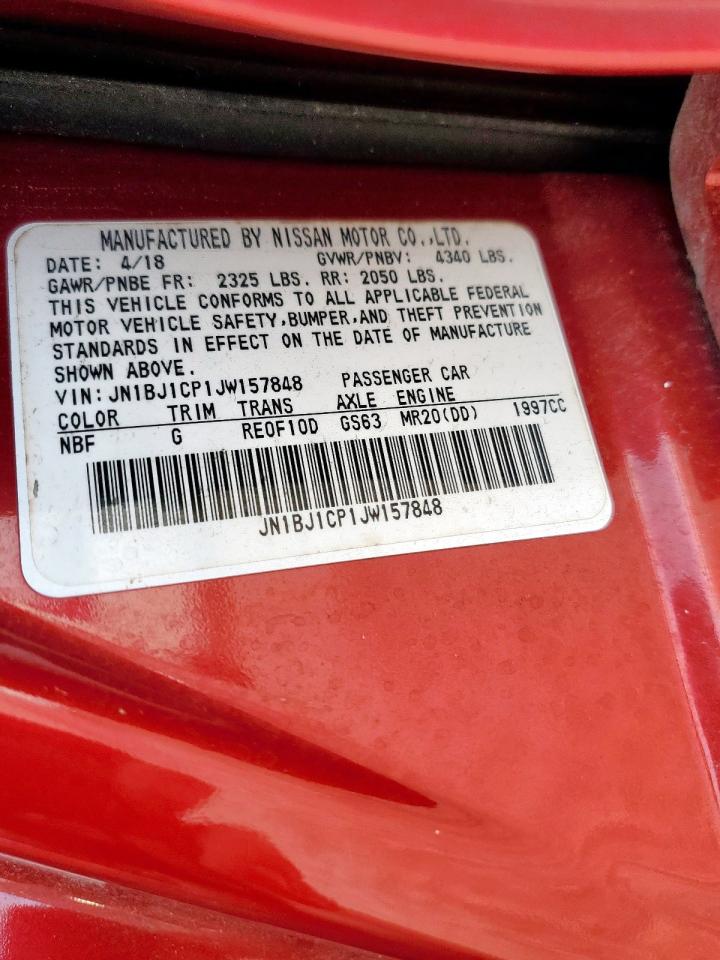 MANUFACTURED BY NISSAN MOTOR CO.,LTD.
DATE: 4/18 GVWR/PNBV: 4340 LBS.
GAWR/PNBE FR: 2325 LBS. RR: 2050 LBS.
THIS VEHICLE CONFORMS TO ALL APPLICABLE FEDERAL
MOTOR VEHICLE SAFETY,BUMPER,AND THEFT PREVENTION
STANDARDS IN EFFECT ON THE DATE OF MANUFACTURE
SHOWN ABOVE.
VIN: JN1BJ1CP1JW157848 PASSENGER CAR
COLOR TRIM TRANS AXLE ENGINE
NBF G RE0F10D GS63 MR20(DD) 1997CC
JN1BJ1CP1JW157848